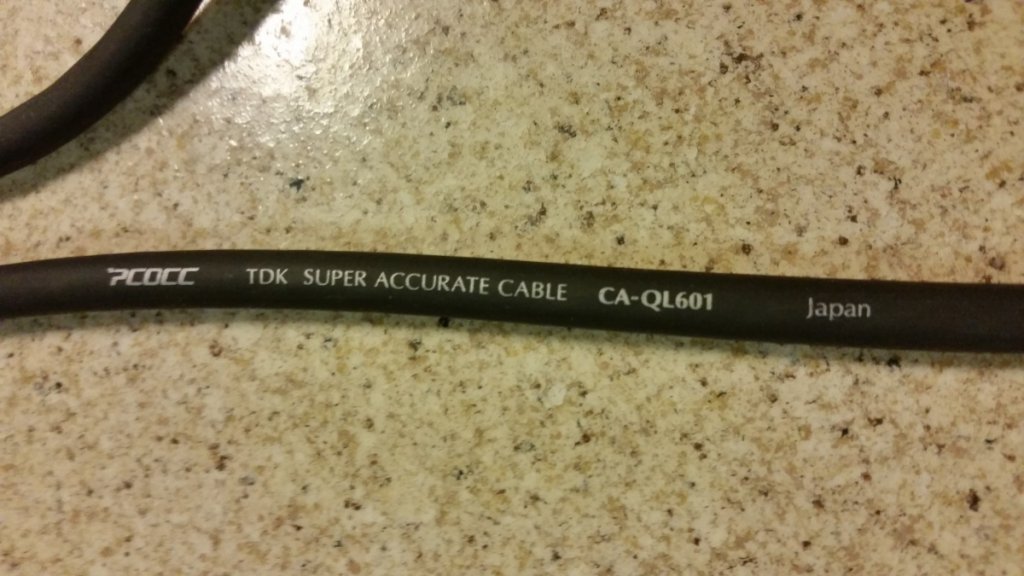 PCOCC TDK SUPER ACCURATE CABLE CA-QL601 Japan